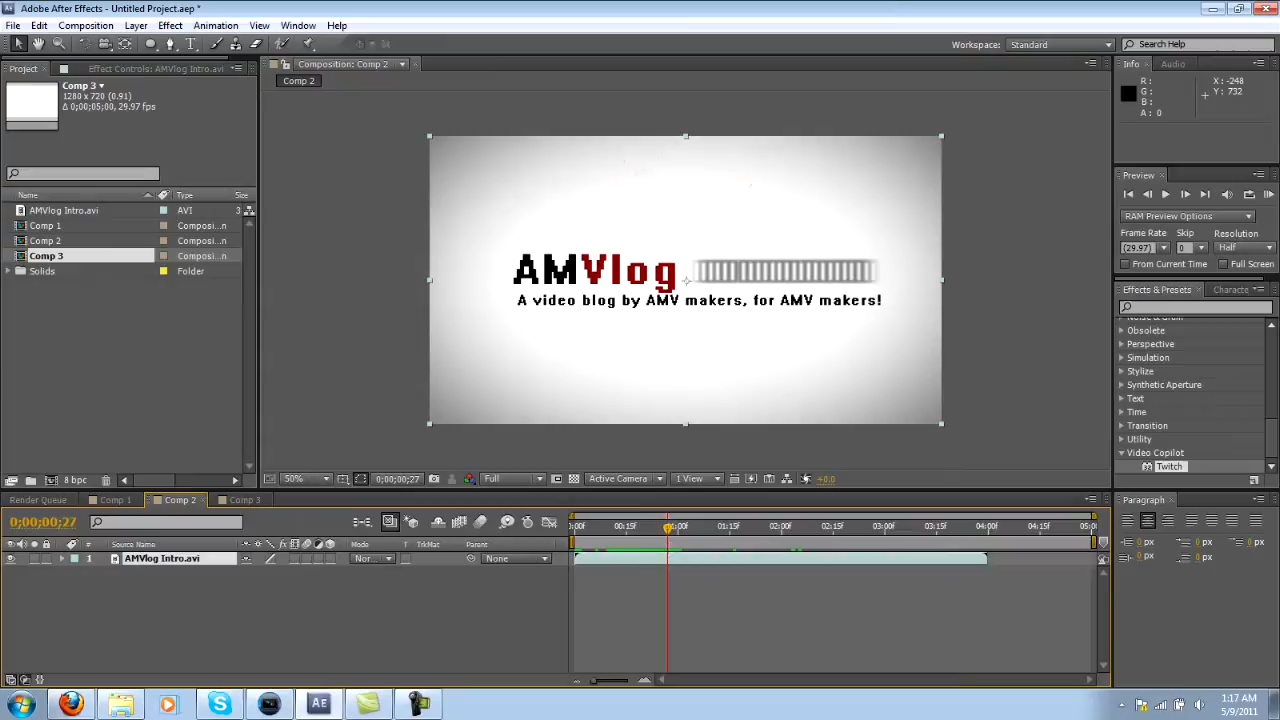 Adobe After Effects - Untitled Project.aep *
File Edit Composition Layer Effect Animation View Window Help
Workspace: Standard Search Help
Project Effect Controls: AMVlog Intro.avi Composition: Comp 2 Info Audio
Comp 3
1280 x 720 (0.91)
Δ 0;00;05;00, 29.97 fps
Comp 2
R: X: -248
G: Y: 732
B:
A: 0
Preview
Name Type Size
AMVlog Intro.avi AVI 3
Comp 1 Composi...n
Comp 2 Composi...n
Comp 3 Composi...n
Solids Folder
RAM Preview Options
Frame Rate Skip Resolution
(29.97) 0 Half
From Current Time Full Screen
Effects & Presets Characte
Obsolete
Perspective
Simulation
Stylize
Synthetic Aperture
Text
Time
Transition
Utility
Video Copilot
Twitch
AMVlog
A video blog by AMV makers, for AMV makers!
8 bpc 50% 0;00;00;27 Full Active Camera 1 View +0.0
Render Queue Comp 1 Comp 2 Comp 3 Paragraph
0;00;00;27
:00f 00:15f 01:00f 01:15f 02:00f 02:15f 03:00f 03:15f 04:00f 04:15f 05:0
# Source Name Mode T TrkMat Parent
1 AMVlog Intro.avi Nor... None
0 px 0 px 0 px
0 px 0 px
1:17 AM
5/9/2011